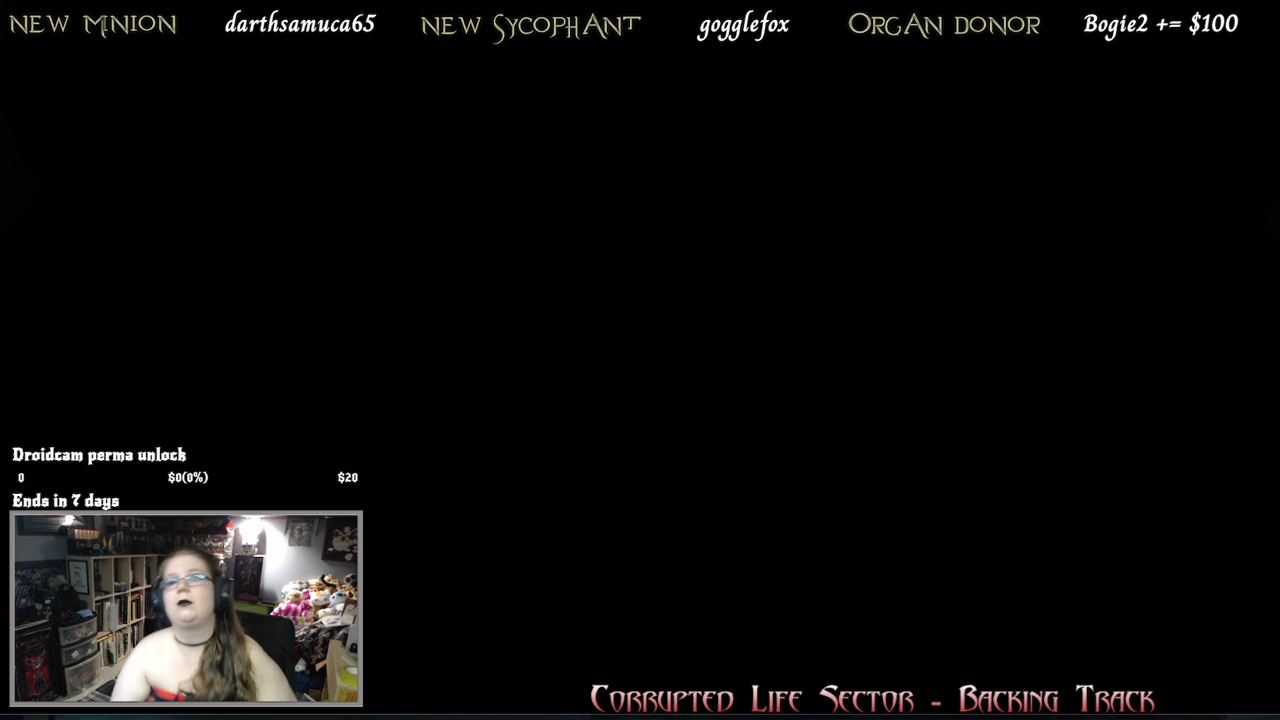 NEW MINION darthsamuca65 NEW SYCOPHANT gogglefox ORGAN DONOR Bogie2 += $100
Droidcam perma unlock
0 $0(0%) $20
Ends in 7 days
Corrupted Life Sector - Backing Track